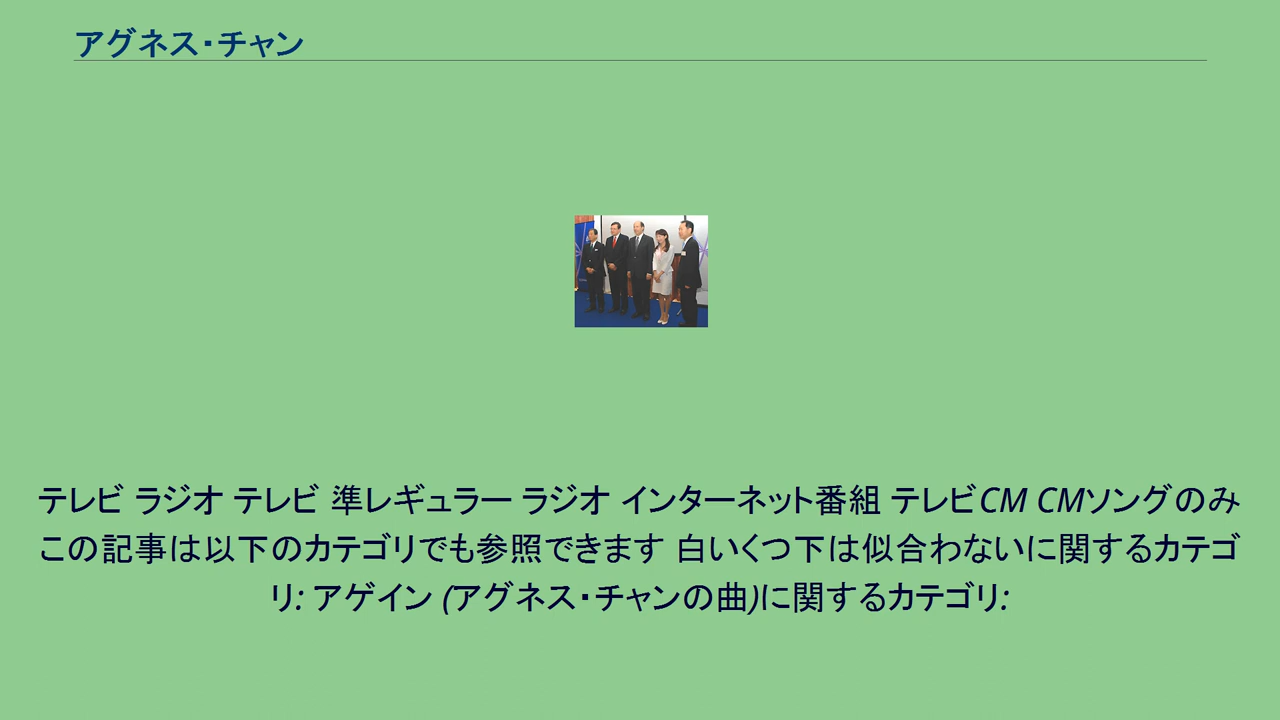 アグネス・チャン
テレビ ラジオ テレビ 準レギュラー ラジオ インターネット番組 テレビCM CMソングのみ
この記事は以下のカテゴリでも参照できます 白いくつ下は似合わないに関するカテゴ
リ: アゲイン (アグネス・チャンの曲)に関するカテゴリ: